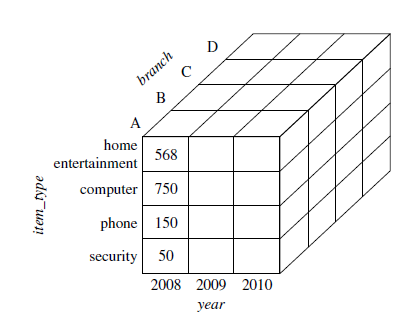 D
branch
C
B
A
home
entertainment 568
computer 750
item_type
phone 150
security 50
2008 2009 2010
year